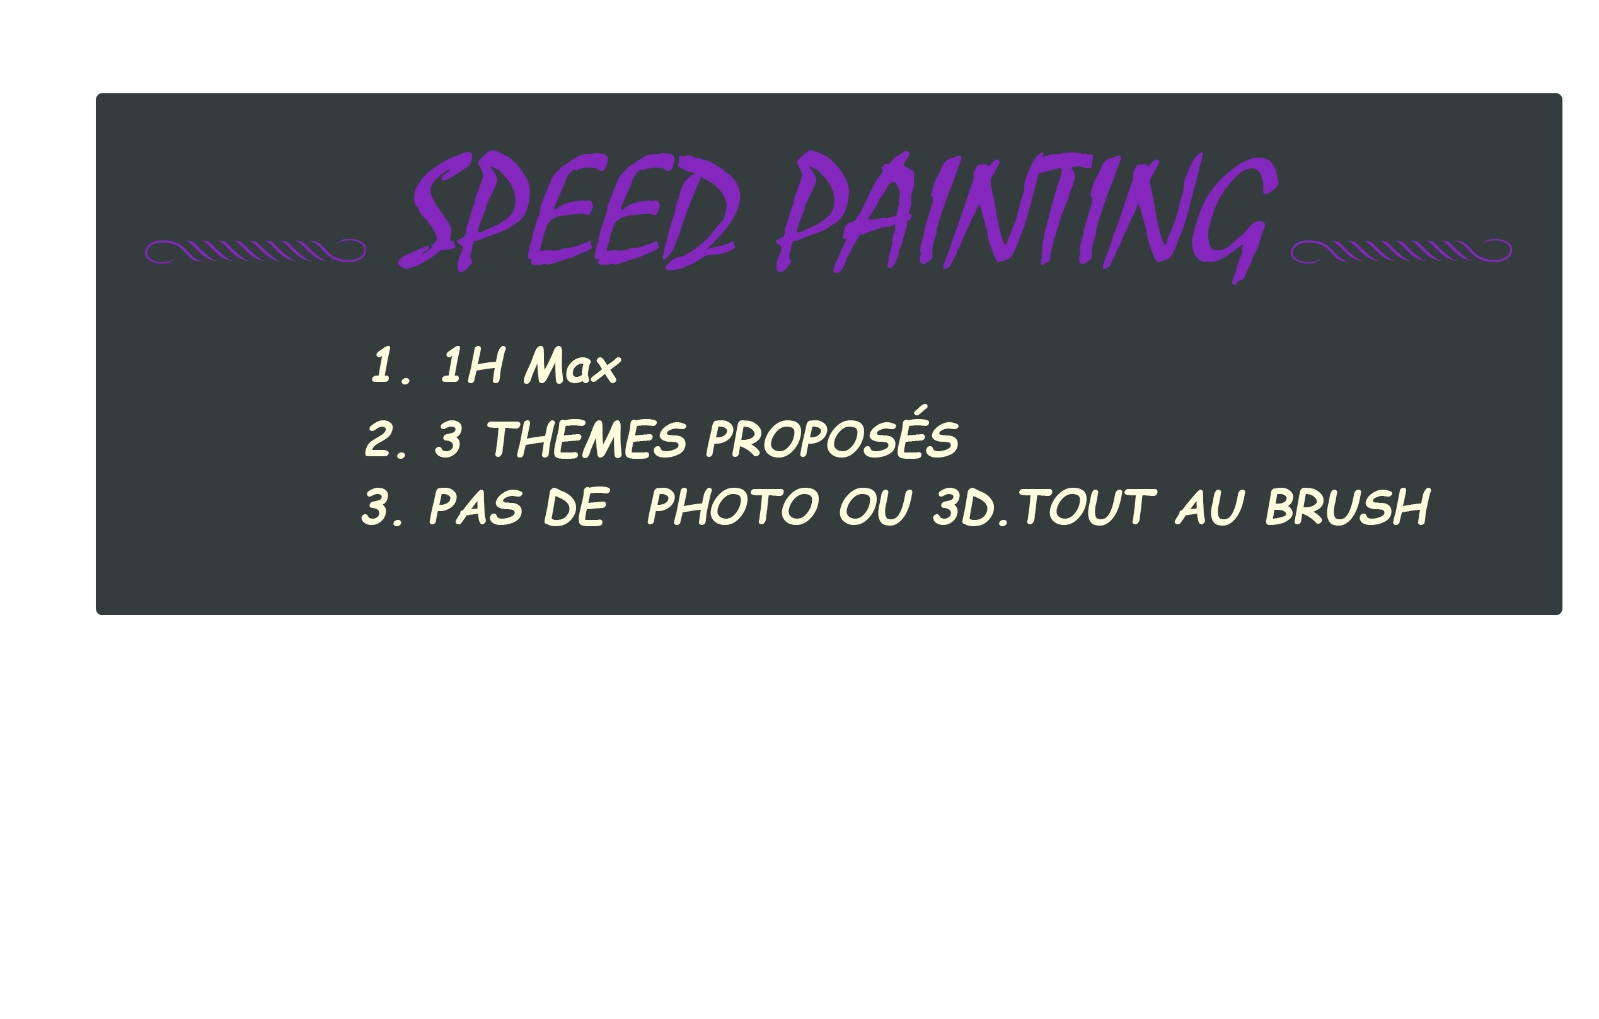 SPEED PAINTING
1. 1H Max
2. 3 THEMES PROPOSÉS
3. PAS DE PHOTO OU 3D.TOUT AU BRUSH